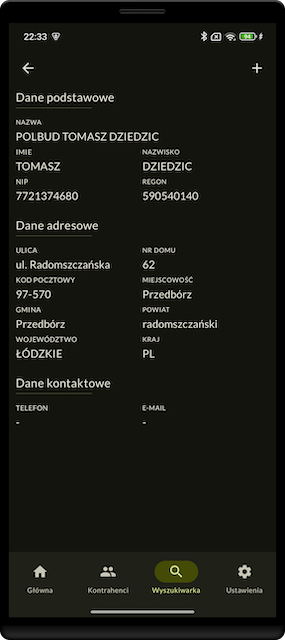 22:33
94
Dane podstawowe
NAZWA
POLBUD TOMASZ DZIEDZIC
IMIE NAZWISKO
TOMASZ DZIEDZIC
NIP REGON
7721374680 590540140
Dane adresowe
ULICA NR DOMU
ul. Radomszczańska 62
KOD POCZTOWY MIEJSCOWOŚĆ
97-570 Przedbórz
GMINA POWIAT
Przedbórz radomszczański
WOJEWÓDZTWO KRAJ
ŁÓDZKIE PL
Dane kontaktowe
TELEFON E-MAIL
- -
Główna Kontrahenci Wyszukiwarka Ustawienia